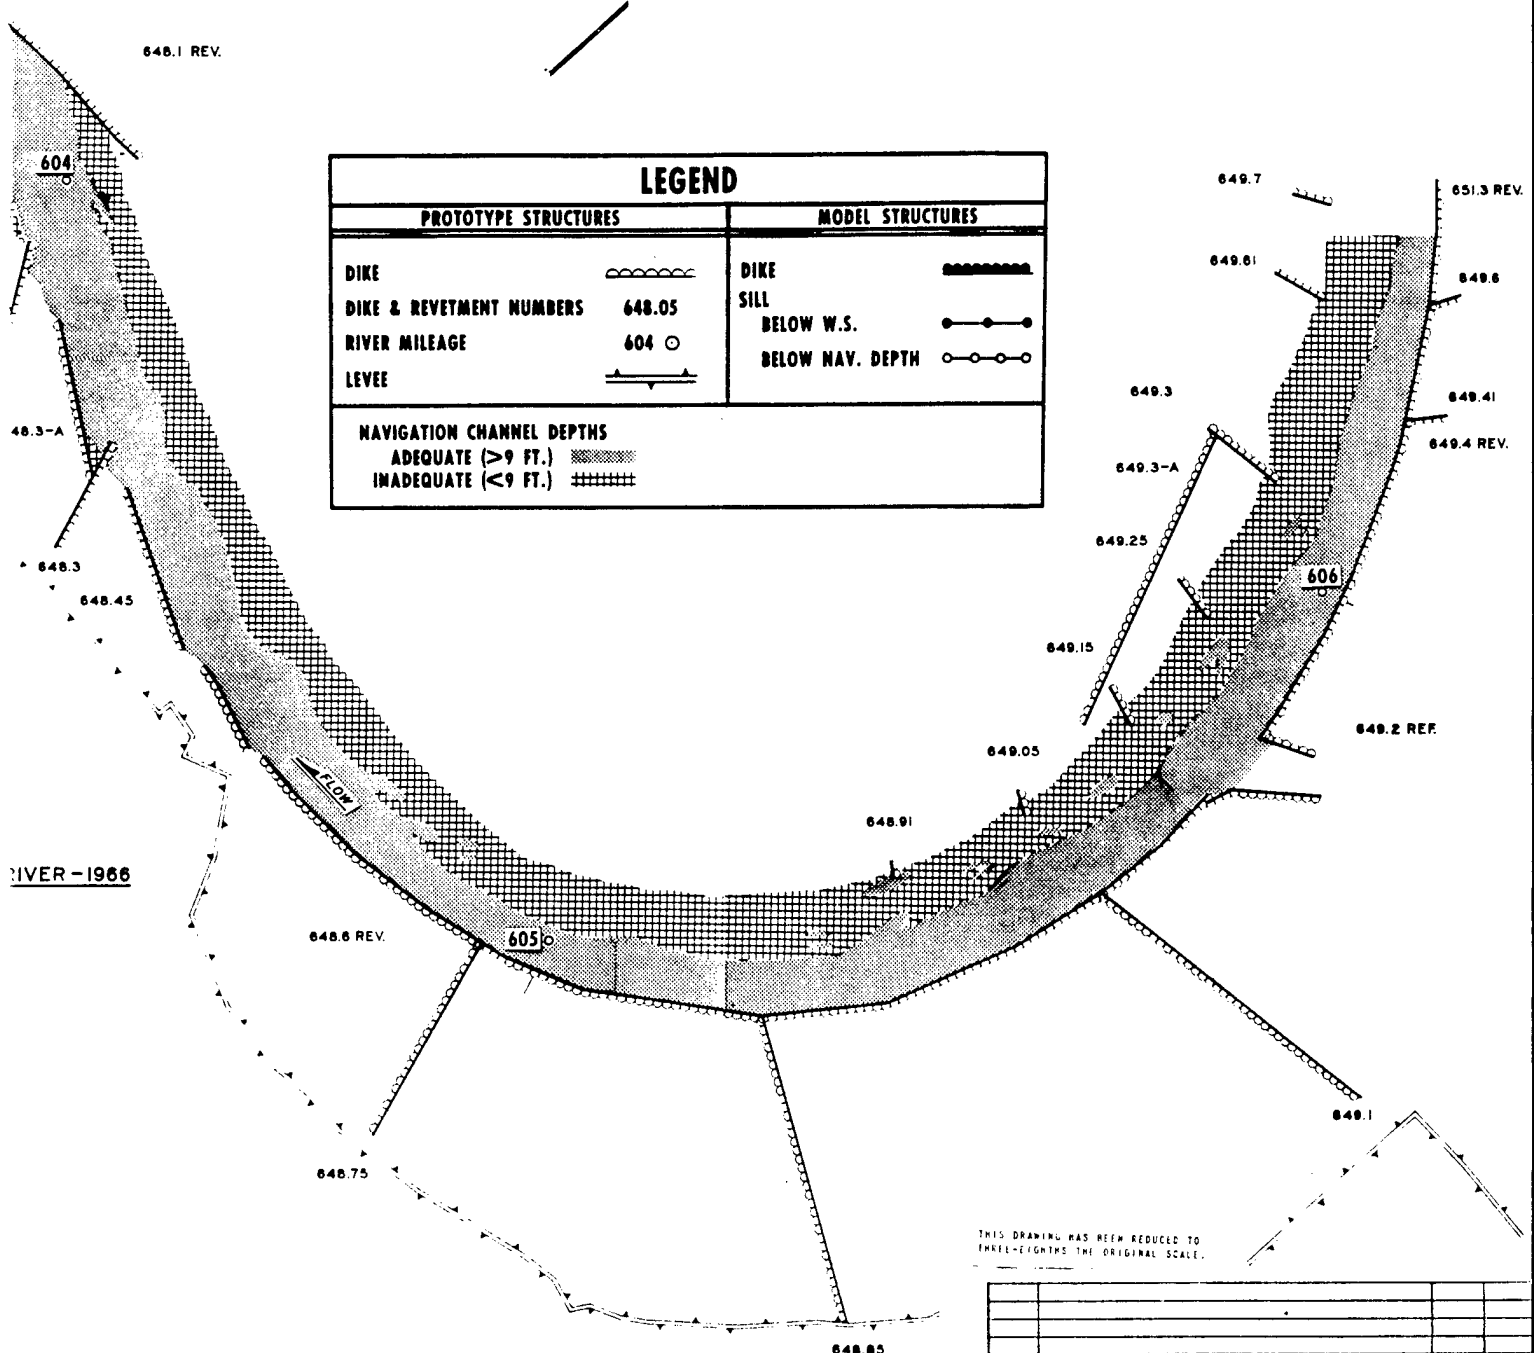 648.1 REV.
604
LEGEND
PROTOTYPE STRUCTURES
MODEL STRUCTURES
DIKE
DIKE & REVETMENT NUMBERS 648.05
RIVER MILEAGE 604
LEVEE
DIKE
SILL
BELOW W.S.
BELOW NAV. DEPTH
NAVIGATION CHANNEL DEPTHS
ADEQUATE (>9 FT.)
INADEQUATE (<9 FT.)
649.7
651.3 REV.
649.61
649.6
649.3
649.41
48.3-A
649.4 REV.
649.3-A
649.25
648.3
606
648.45
649.15
649.2 REF.
649.05
FLOW
648.91
RIVER-1966
648.6 REV.
605
649.1
648.75
THIS DRAWING HAS BEEN REDUCED TO
THREE-EIGHTHS THE ORIGINAL SCALE.
648.85